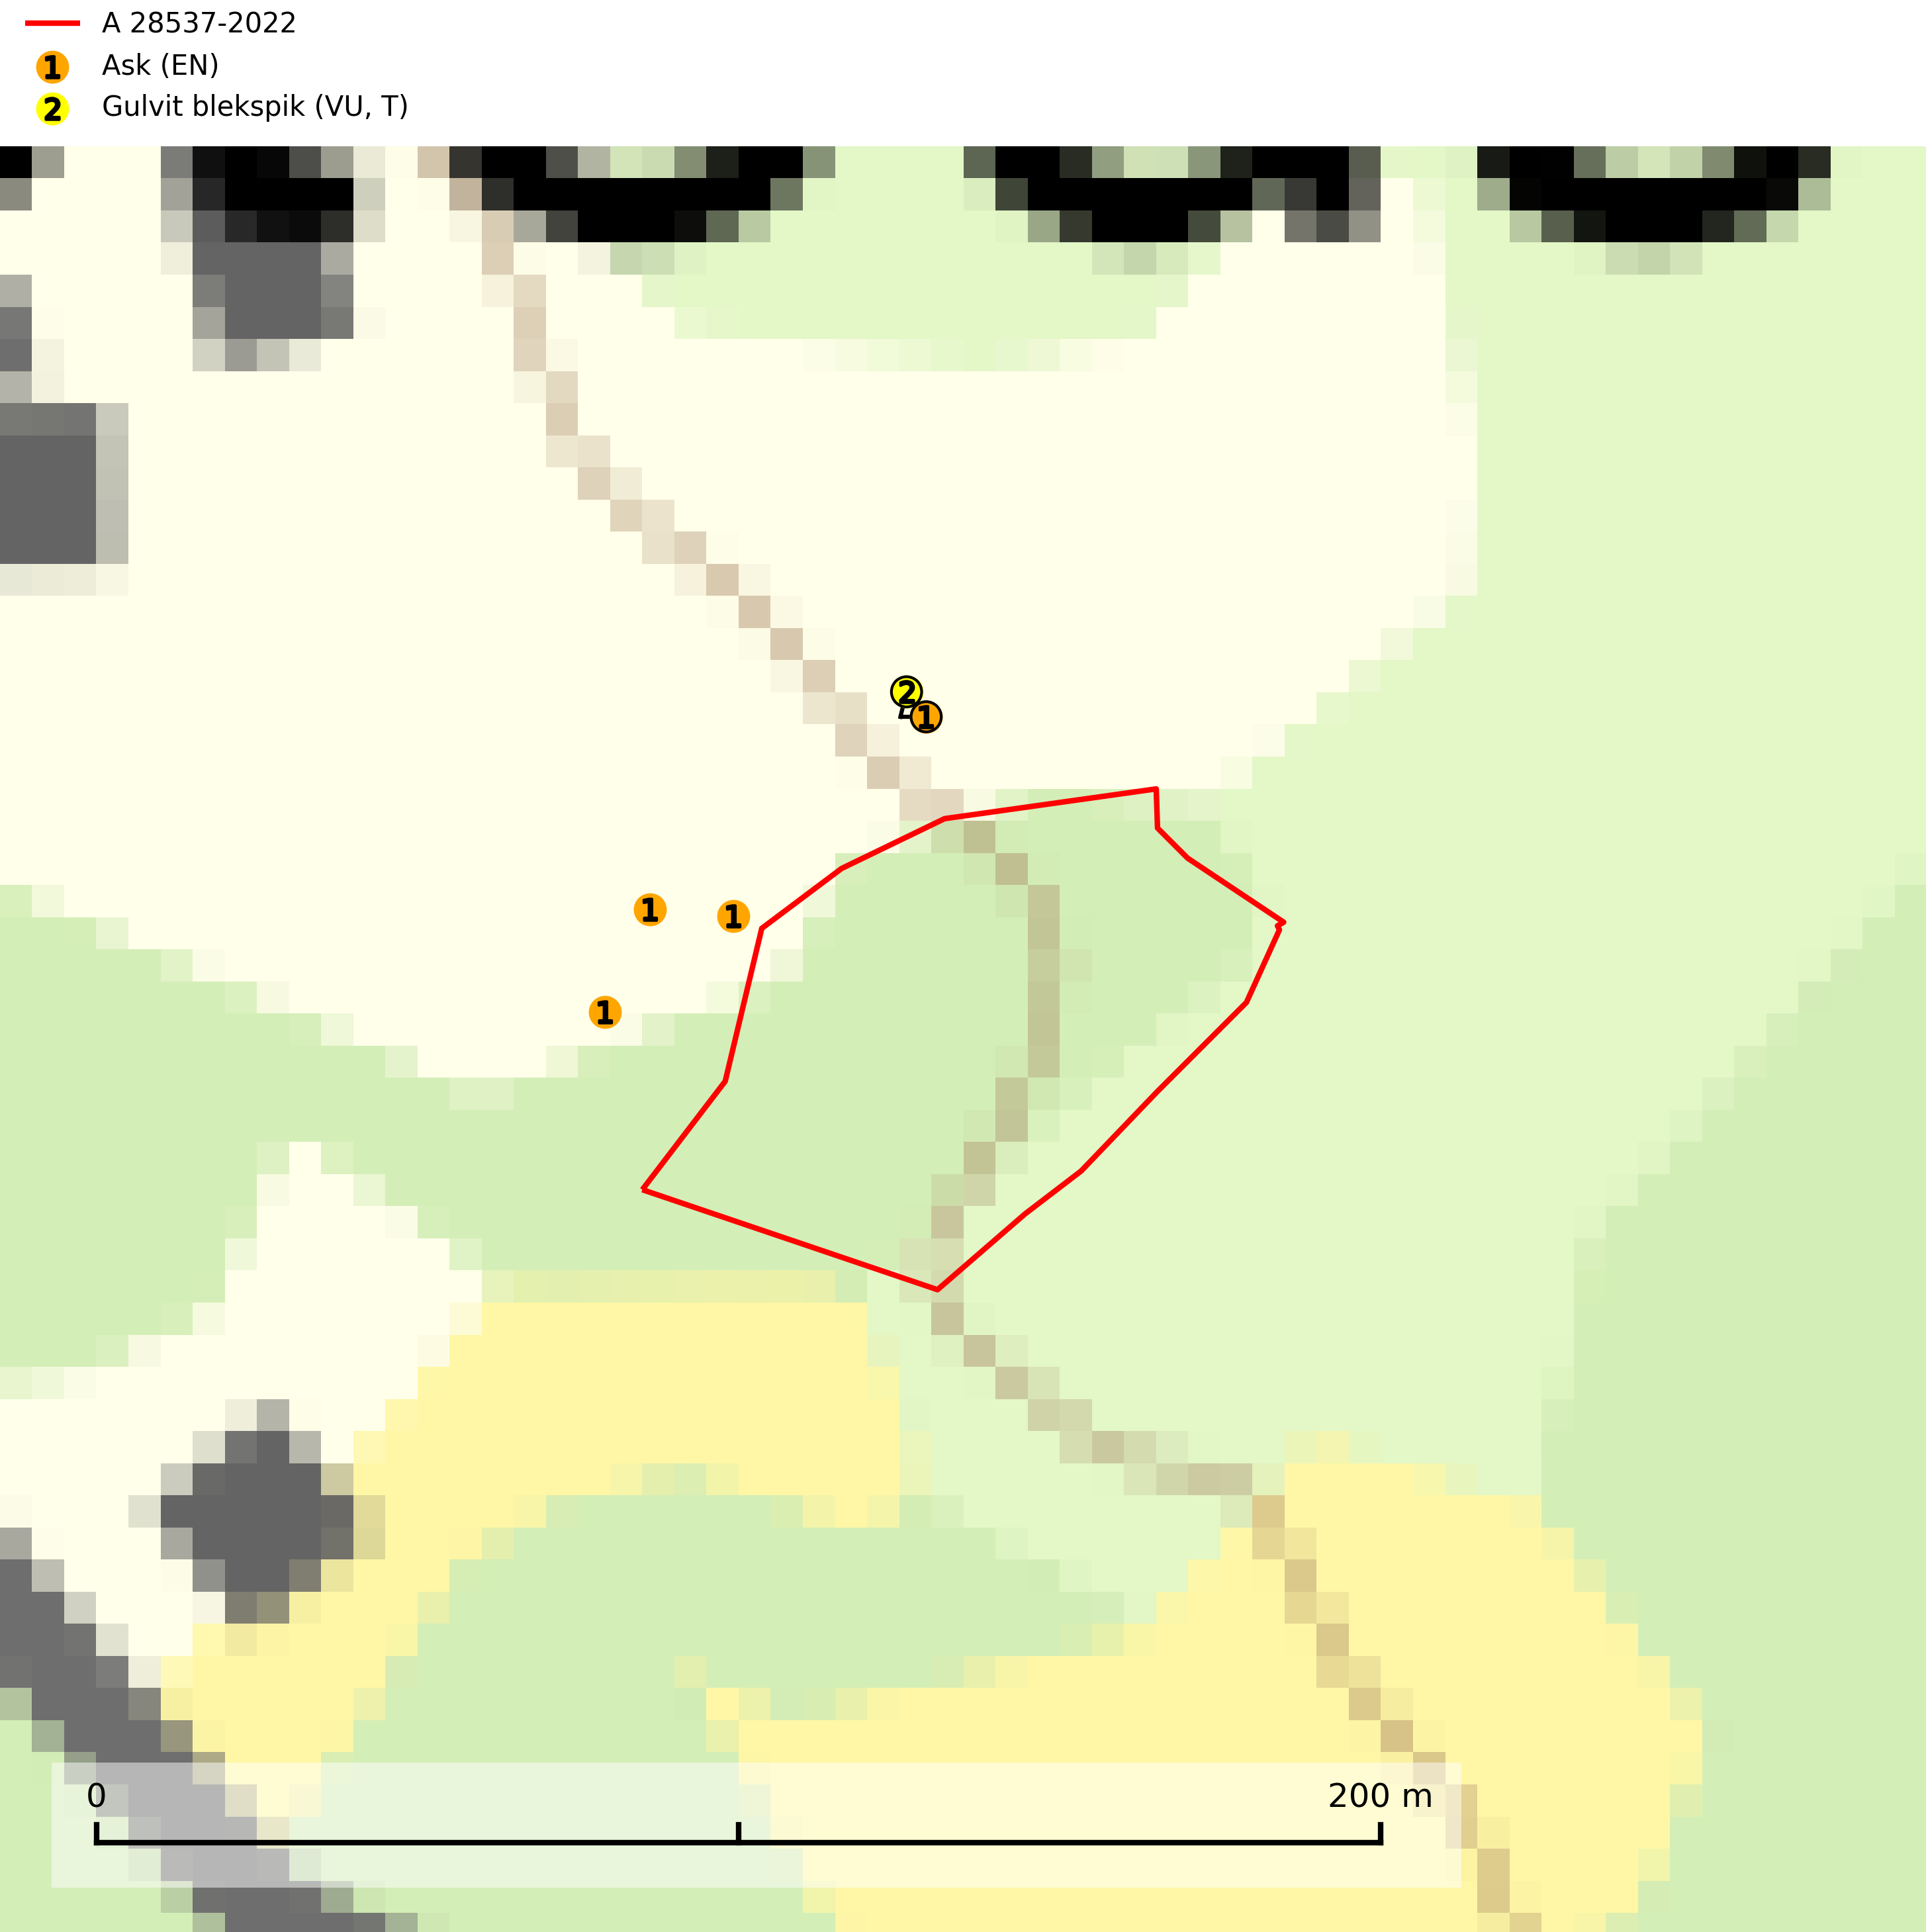 A 28537-2022
1 Ask (EN)
2 Gulvit blekspik (VU, T)
2
1
1 1
1
0 200 m